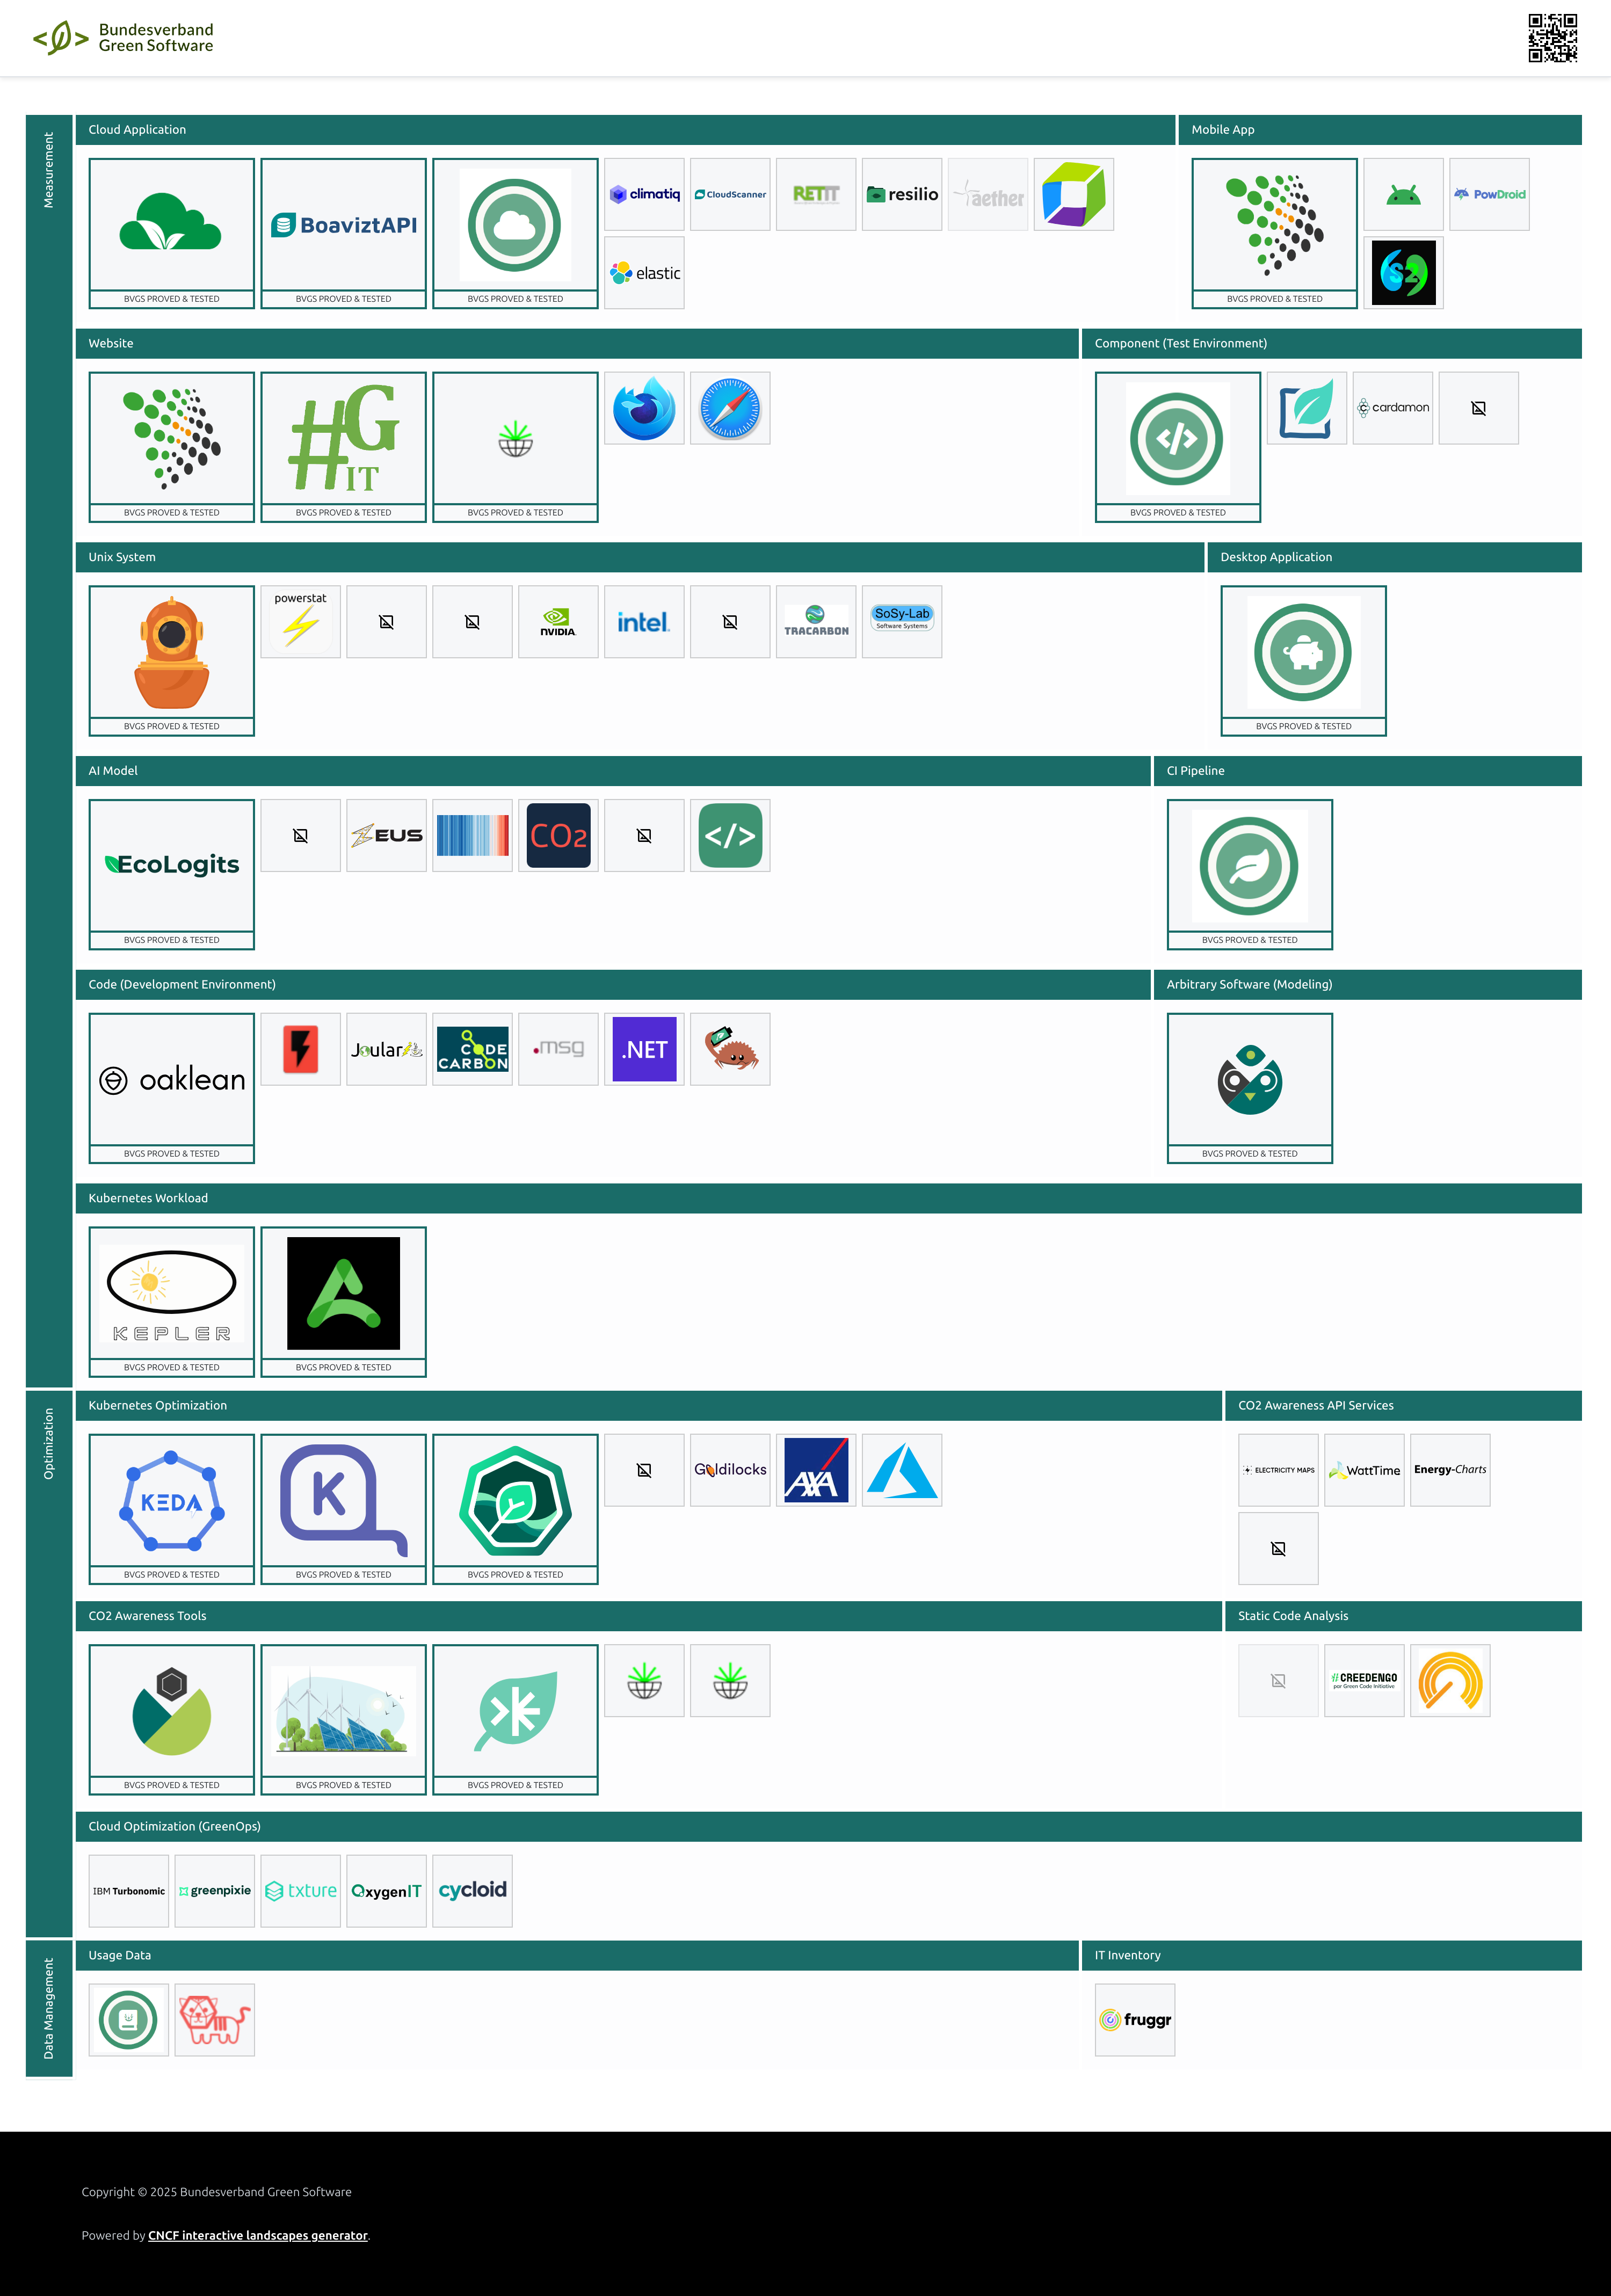 Bundesverband
Green Software
Measurement
Cloud Application
Mobile App
BoaviztAPI
climatiq
CloudScanner
RETIT
resilio
aether
PowDroid
elastic
BVGS PROVED & TESTED
BVGS PROVED & TESTED
BVGS PROVED & TESTED
BVGS PROVED & TESTED
Website
Component (Test Environment)
#G
IT
cardamon
BVGS PROVED & TESTED
BVGS PROVED & TESTED
BVGS PROVED & TESTED
BVGS PROVED & TESTED
Unix System
Desktop Application
powerstat
NVIDIA
intel.
TRACARBON
SoSy-Lab
Software Systems
BVGS PROVED & TESTED
BVGS PROVED & TESTED
AI Model
CI Pipeline
EcoLogits
ZEUS
CO2
</>
BVGS PROVED & TESTED
BVGS PROVED & TESTED
Code (Development Environment)
Arbitrary Software (Modeling)
oaklean
Joular
CODE
CARBON
.msg
.NET
BVGS PROVED & TESTED
BVGS PROVED & TESTED
Kubernetes Workload
KEPLER
BVGS PROVED & TESTED
BVGS PROVED & TESTED
Optimization
Kubernetes Optimization
CO2 Awareness API Services
KEDA
K
Goldilocks
AXA
ELECTRICITY MAPS
WattTime
Energy-Charts
BVGS PROVED & TESTED
BVGS PROVED & TESTED
BVGS PROVED & TESTED
CO2 Awareness Tools
Static Code Analysis
#CREEDENGO
par Green Code Initiative
BVGS PROVED & TESTED
BVGS PROVED & TESTED
BVGS PROVED & TESTED
Cloud Optimization (GreenOps)
IBM Turbonomic
greenpixie
txture
OxygenIT
cycloid
Data Management
Usage Data
IT Inventory
fruggr
Copyright © 2025 Bundesverband Green Software
Powered by CNCF interactive landscapes generator.